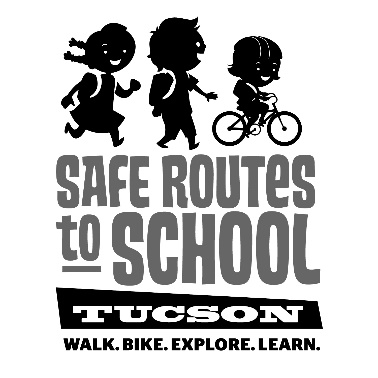 SAFE ROUTES
to SCHOOL
TUCSON
WALK. BIKE. EXPLORE. LEARN.